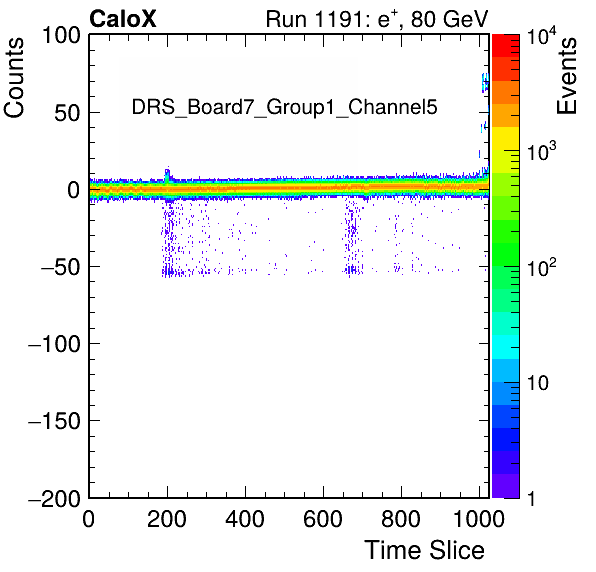 CaloX Run 1191: e+, 80 GeV
Counts
Events
DRS_Board7_Group1_Channel5
100
50
0
−50
−100
−150
−200
0 200 400 600 800 1000
Time Slice
10^4
10^3
10^2
10
1